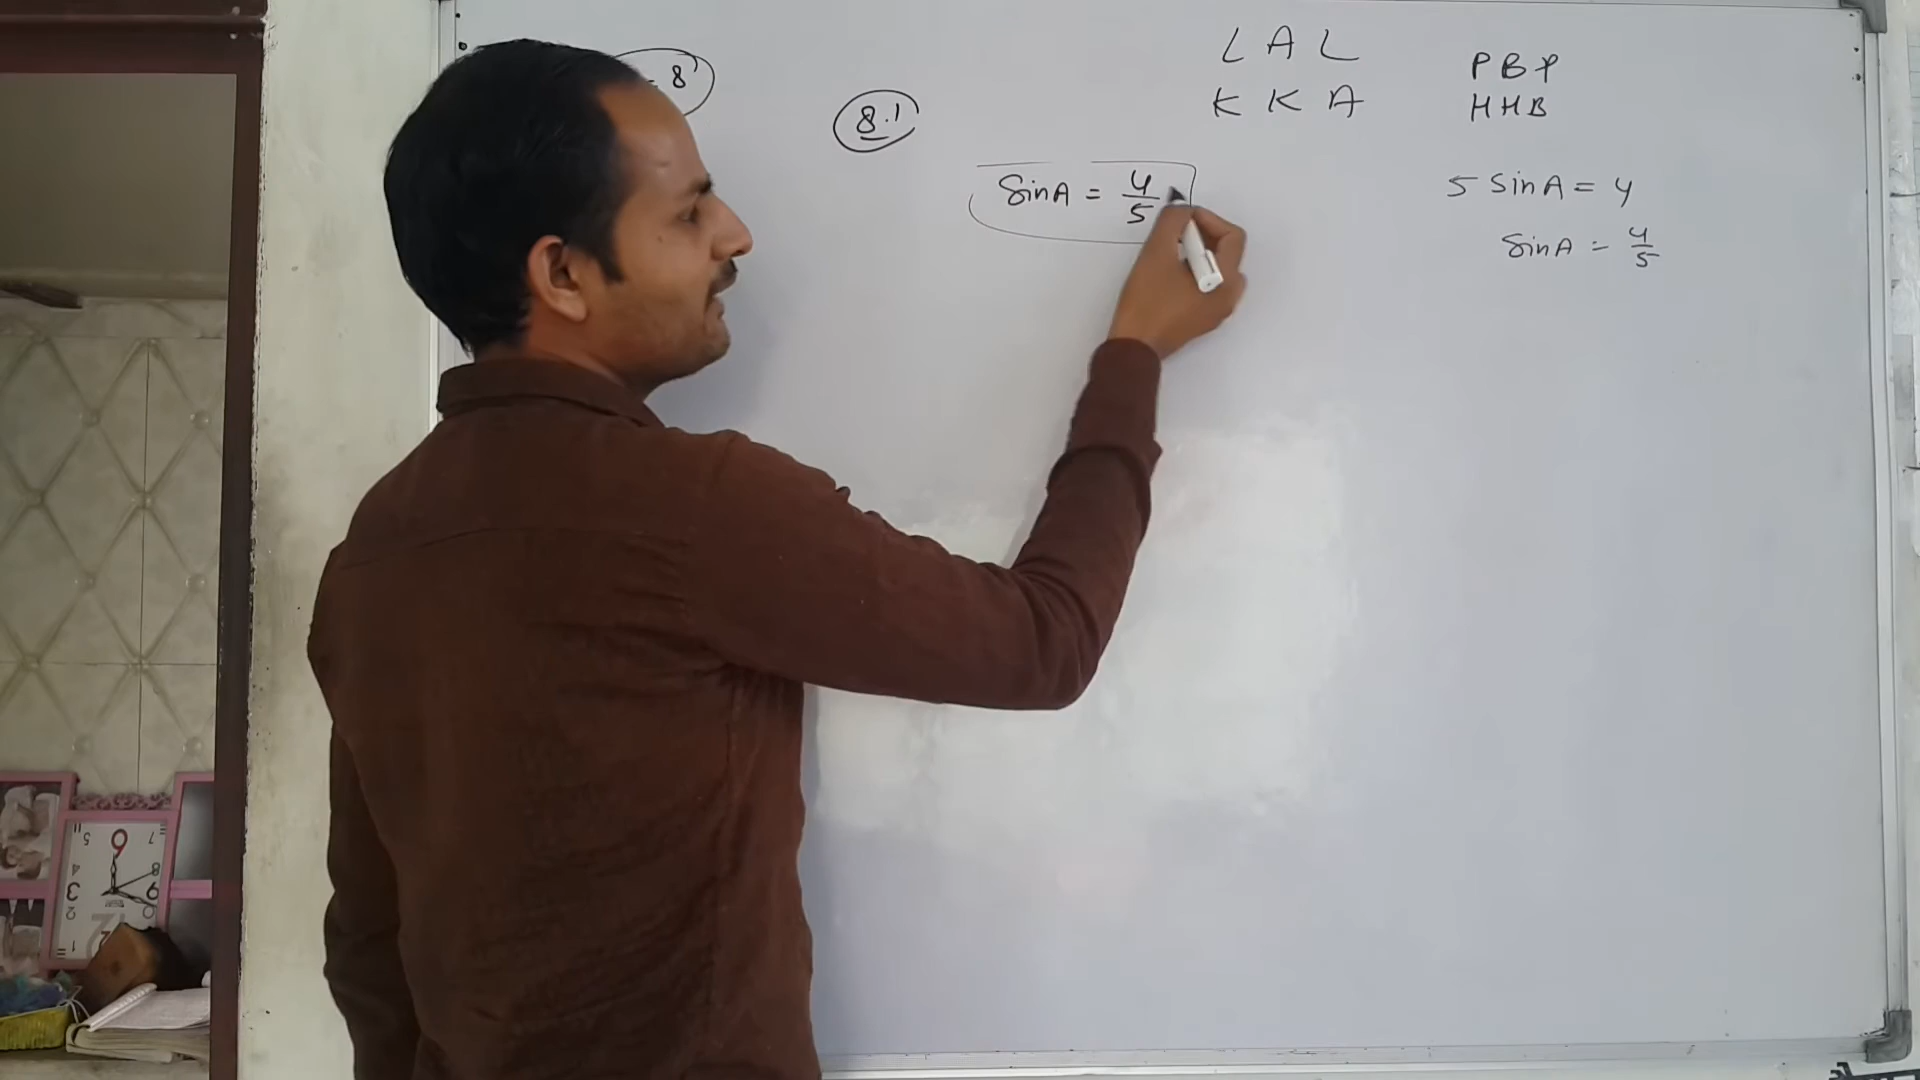 = 8
8.1
L A L
K K A
P B P
H H B
SinA = 4/5
5 SinA = 4
SinA = 4/5